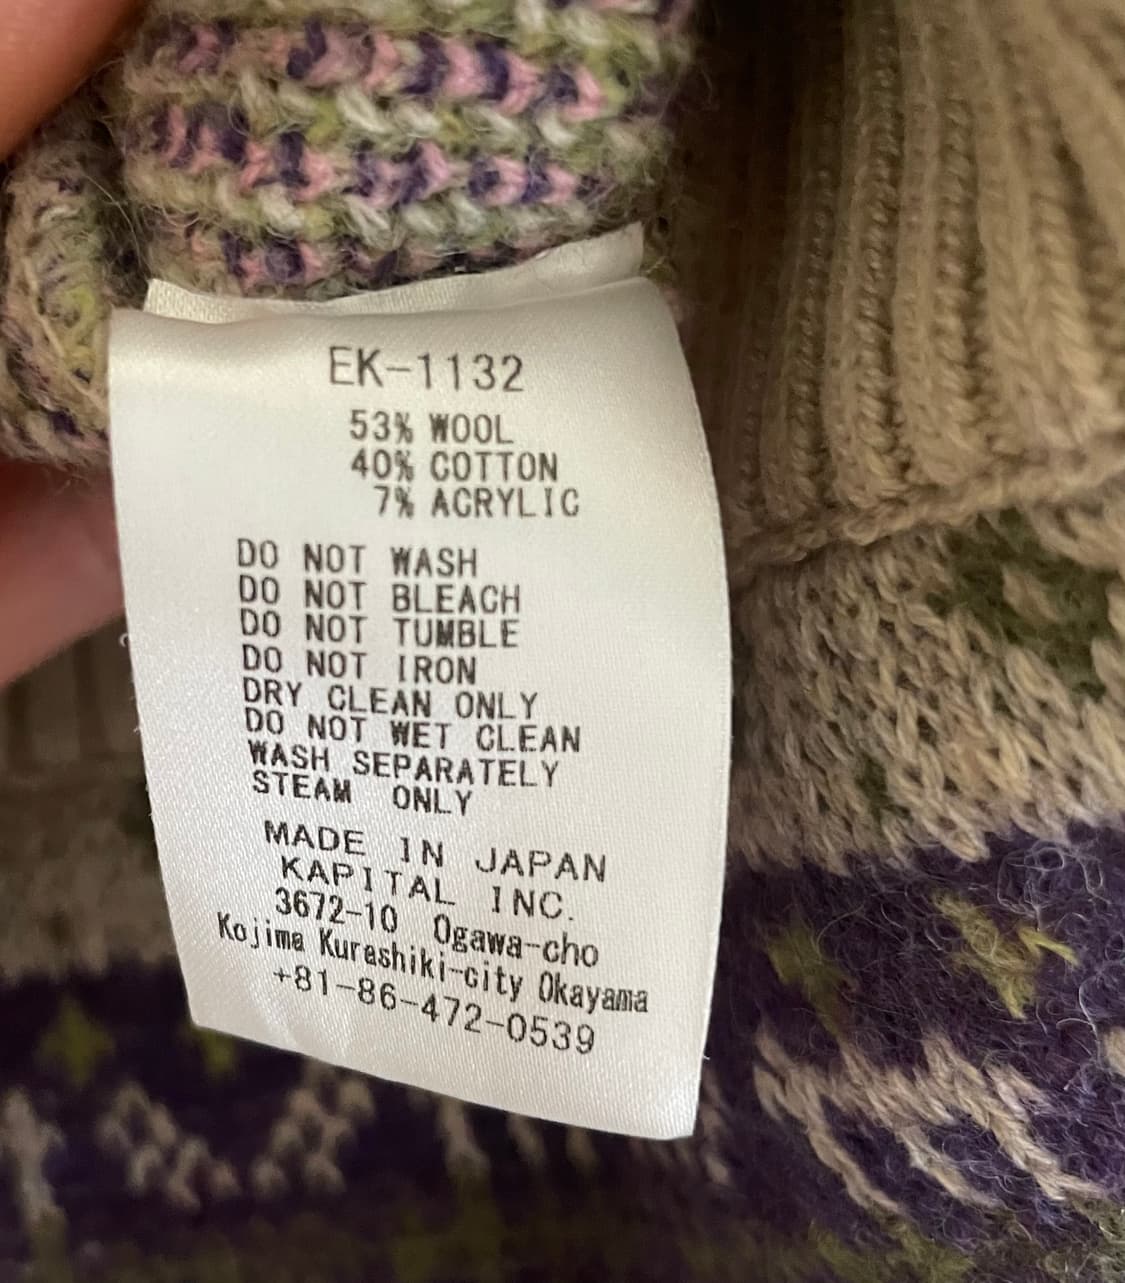 EK-1132
53% WOOL
40% COTTON
7% ACRYLIC
DO NOT WASH
DO NOT BLEACH
DO NOT TUMBLE
DO NOT IRON
DRY CLEAN ONLY
DO NOT WET CLEAN
WASH SEPARATELY
STEAM ONLY
MADE IN JAPAN
KAPITAL INC.
3672-10 Ogawa-cho
Kojima Kurashiki-city Okayama
+81-86-472-0539